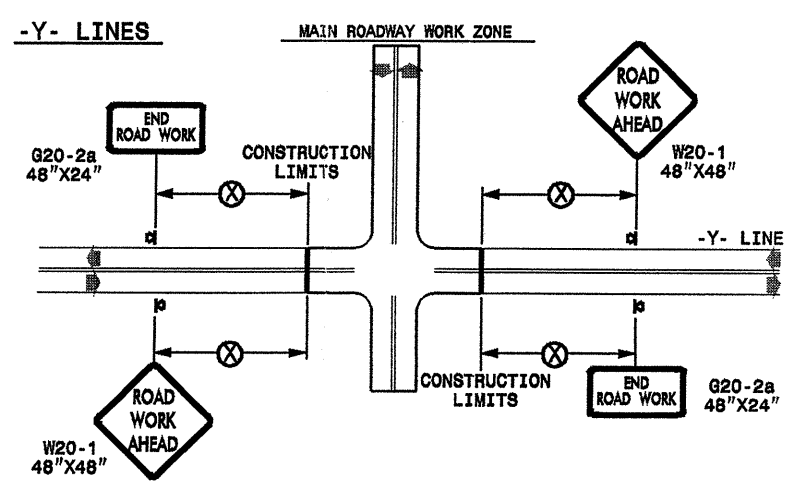 -Y- LINES
MAIN ROADWAY WORK ZONE
END
ROAD WORK
G20-2a
48"X24"
CONSTRUCTION
LIMITS
X
ROAD
WORK
AHEAD
W20-1
48"X48"
X
-Y- LINE
X
ROAD
WORK
AHEAD
W20-1
48"X48"
X
CONSTRUCTION
LIMITS
END
ROAD WORK
G20-2a
48"X24"